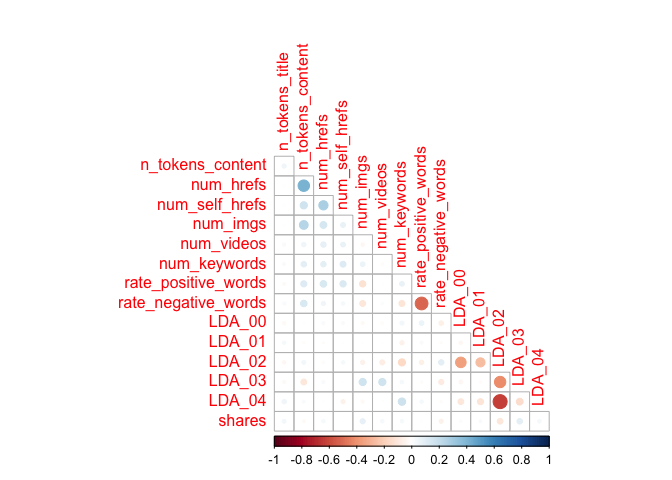 n_tokens_title
n_tokens_content
num_hrefs
num_self_hrefs
num_imgs
num_videos
num_keywords
rate_positive_words
rate_negative_words
LDA_00
LDA_01
LDA_02
LDA_03
LDA_04
n_tokens_content
num_hrefs
num_self_hrefs
num_imgs
num_videos
num_keywords
rate_positive_words
rate_negative_words
LDA_00
LDA_01
LDA_02
LDA_03
LDA_04
shares
-1 -0.8 -0.6 -0.4 -0.2 0 0.2 0.4 0.6 0.8 1